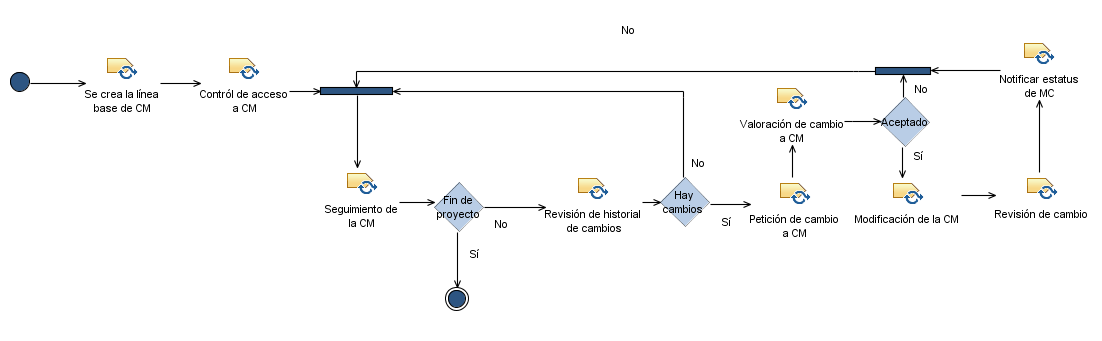 No
Se crea la línea
base de CM
Contról de acceso
a CM
Notificar estatus
de MC
No
Valoración de cambio
a CM
Aceptado
Sí
No
Seguimiento de
la CM
Fin de
proyecto
No
Sí
Revisión de historial
de cambios
Hay
cambios
Sí
Petición de cambio
a CM
Modificación de la CM
Revisión de cambio